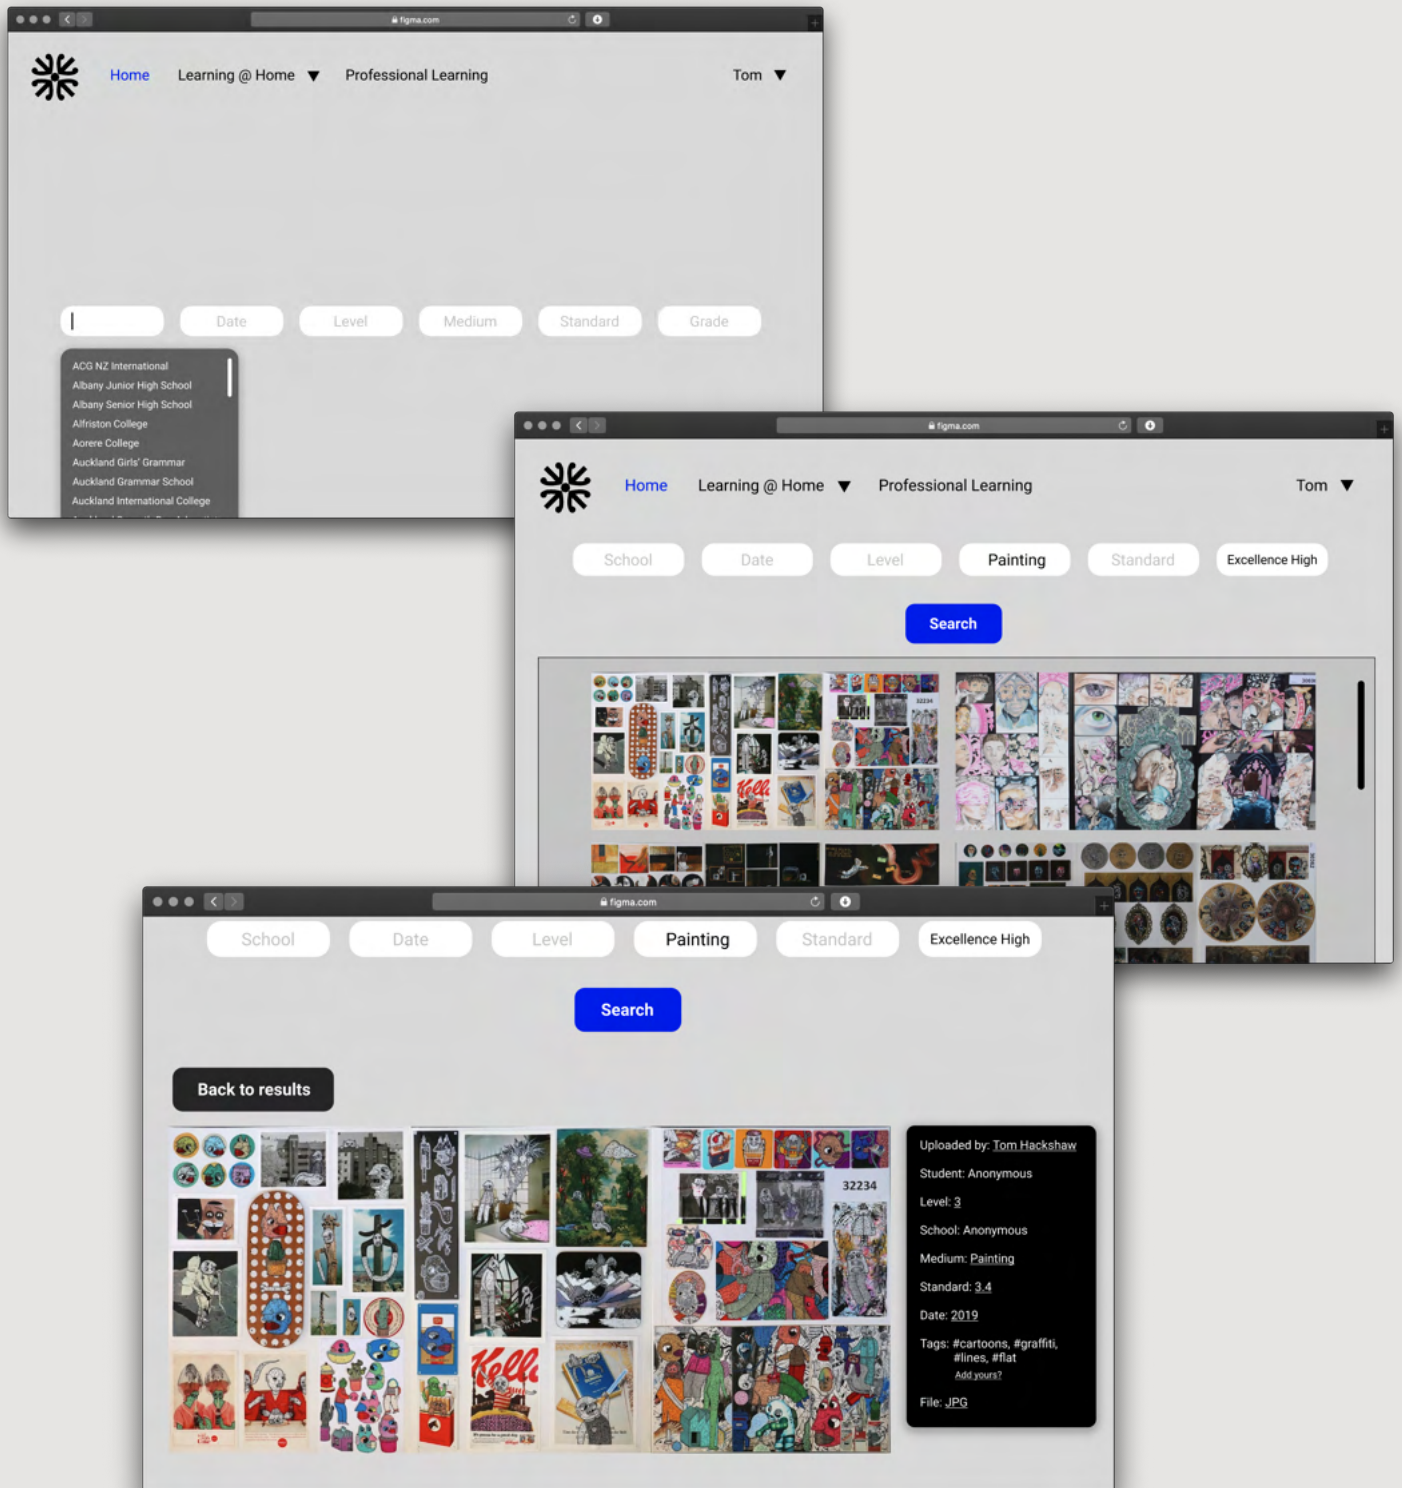 figma.com
Home Learning @ Home ▼ Professional Learning Tom ▼
Date Level Medium Standard Grade
ACG NZ International
Albany Junior High School
Albany Senior High School
Alfriston College
Aorere College
Auckland Girls' Grammar
Auckland Grammar School
Auckland International College
figma.com
Home Learning @ Home ▼ Professional Learning Tom ▼
School Date Level Painting Standard Excellence High
Search
32234
figma.com
School Date Level Painting Standard Excellence High
Search
Back to results
32234
Kelle
Uploaded by: Tom Hackshaw
Student: Anonymous
Level: 3
School: Anonymous
Medium: Painting
Standard: 3.4
Date: 2019
Tags: #cartoons, #graffiti,
#lines, #flat
Add yours?
File: JPG